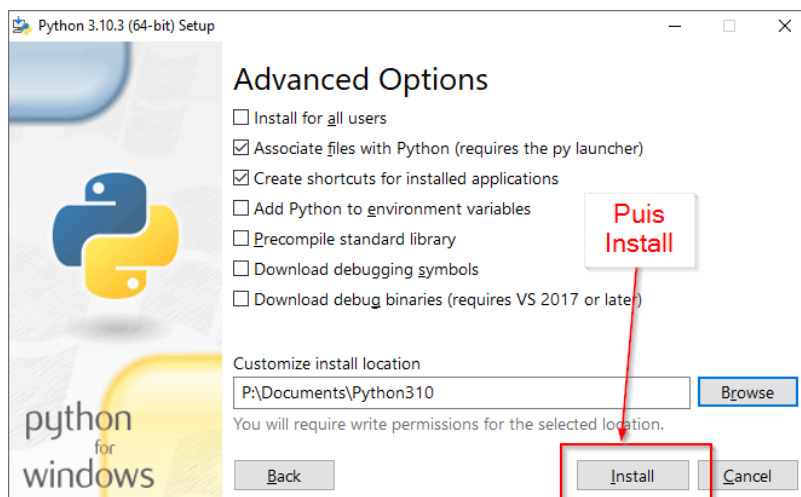 Python 3.10.3 (64-bit) Setup
Advanced Options
Install for all users
Associate files with Python (requires the py launcher)
Create shortcuts for installed applications
Add Python to environment variables
Precompile standard library
Download debugging symbols
Download debug binaries (requires VS 2017 or later)
Puis
Install
Customize install location
P:\Documents\Python310
Browse
You will require write permissions for the selected location.
python
for
windows
Back
Install
Cancel